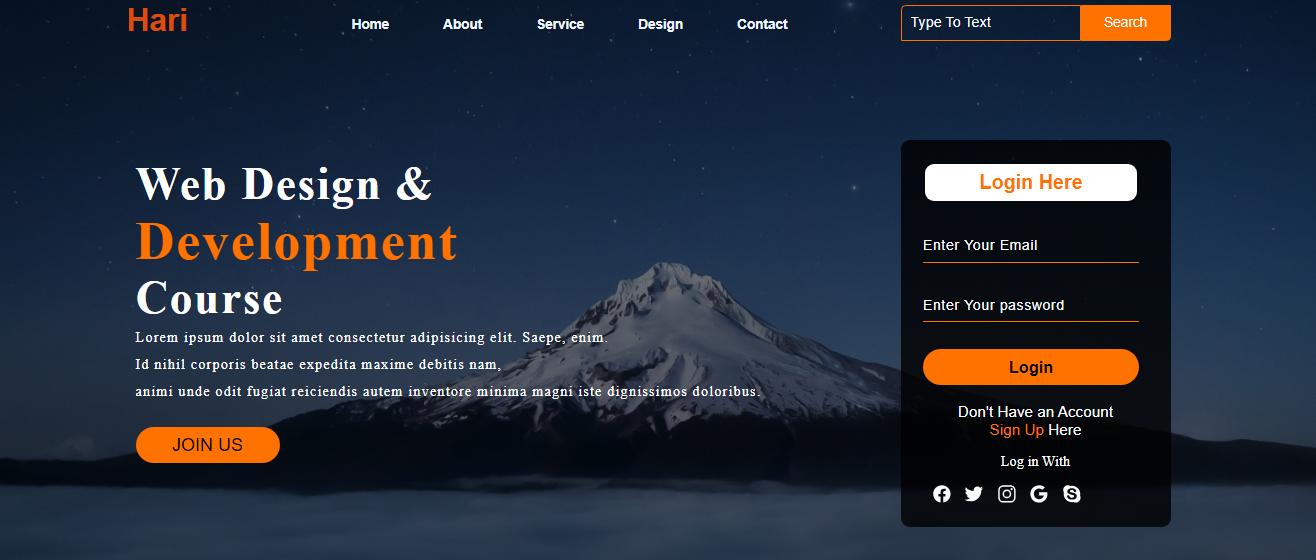 Hari
Home About Service Design Contact
Type To Text
Search
Web Design &
Development
Course
Lorem ipsum dolor sit amet consectetur adipisicing elit. Saepe, enim.
Id nihil corporis beatae expedita maxime debitis nam,
animi unde odit fugiat reiciendis autem inventore minima magni iste dignissimos doloribus.
JOIN US
Login Here
Enter Your Email
Enter Your password
Login
Don't Have an Account
Sign Up Here
Log in With